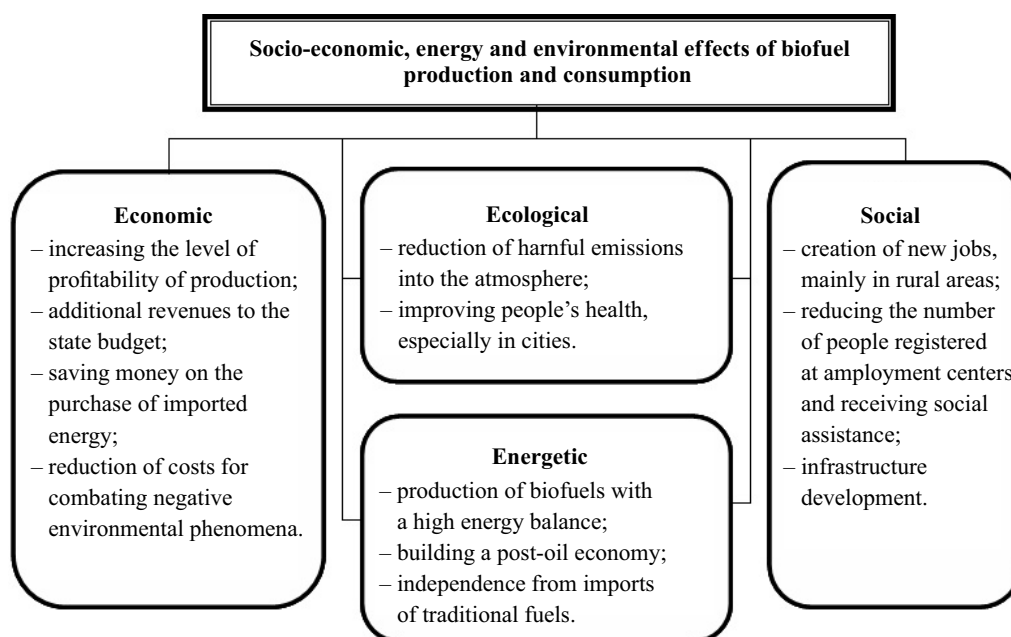 Socio-economic, energy and environmental effects of biofuel
production and consumption
Economic
– increasing the level of
profitability of production;
– additional revenues to the
state budget;
– saving money on the
purchase of imported
energy;
– reduction of costs for
combating negative
environmental phenomena.
Ecological
– reduction of harmful emissions
into the atmosphere;
– improving people’s health,
especially in cities.
Energetic
– production of biofuels with
a high energy balance;
– building a post-oil economy;
– independence from imports
of traditional fuels.
Social
– creation of new jobs,
mainly in rural areas;
– reducing the number
of people registered
at amployment centers
and receiving social
assistance;
– infrastructure
development.